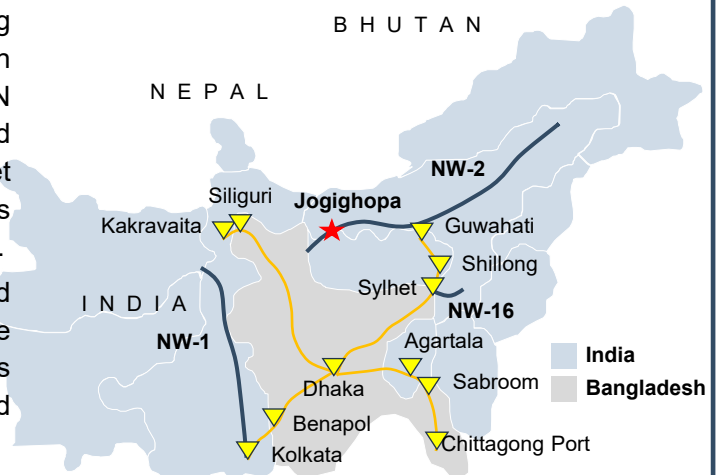 BHUTAN
NEPAL
NW-2
Siliguri
Jogighopa
Kakravaita
Guwahati
Shillong
Sylhet
INDIA
NW-16
NW-1
Agartala
India
Dhaka
Sabroom
Bangladesh
Benapol
Chittagong Port
Kolkata